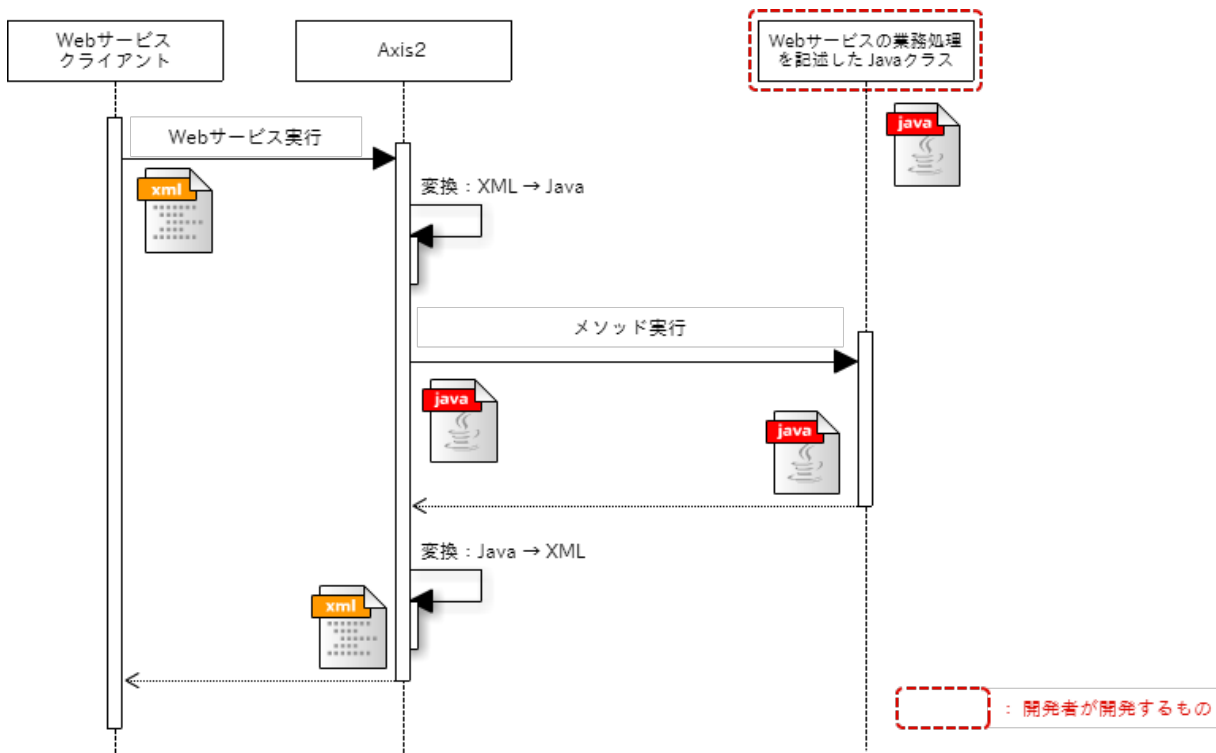 Webサービス
クライアント
Axis2
Webサービスの業務処理
を記述した Javaクラス
java
Webサービス実行
xml
変換：XML → Java
メソッド実行
java
java
変換：Java → XML
xml
： 開発者が開発するもの